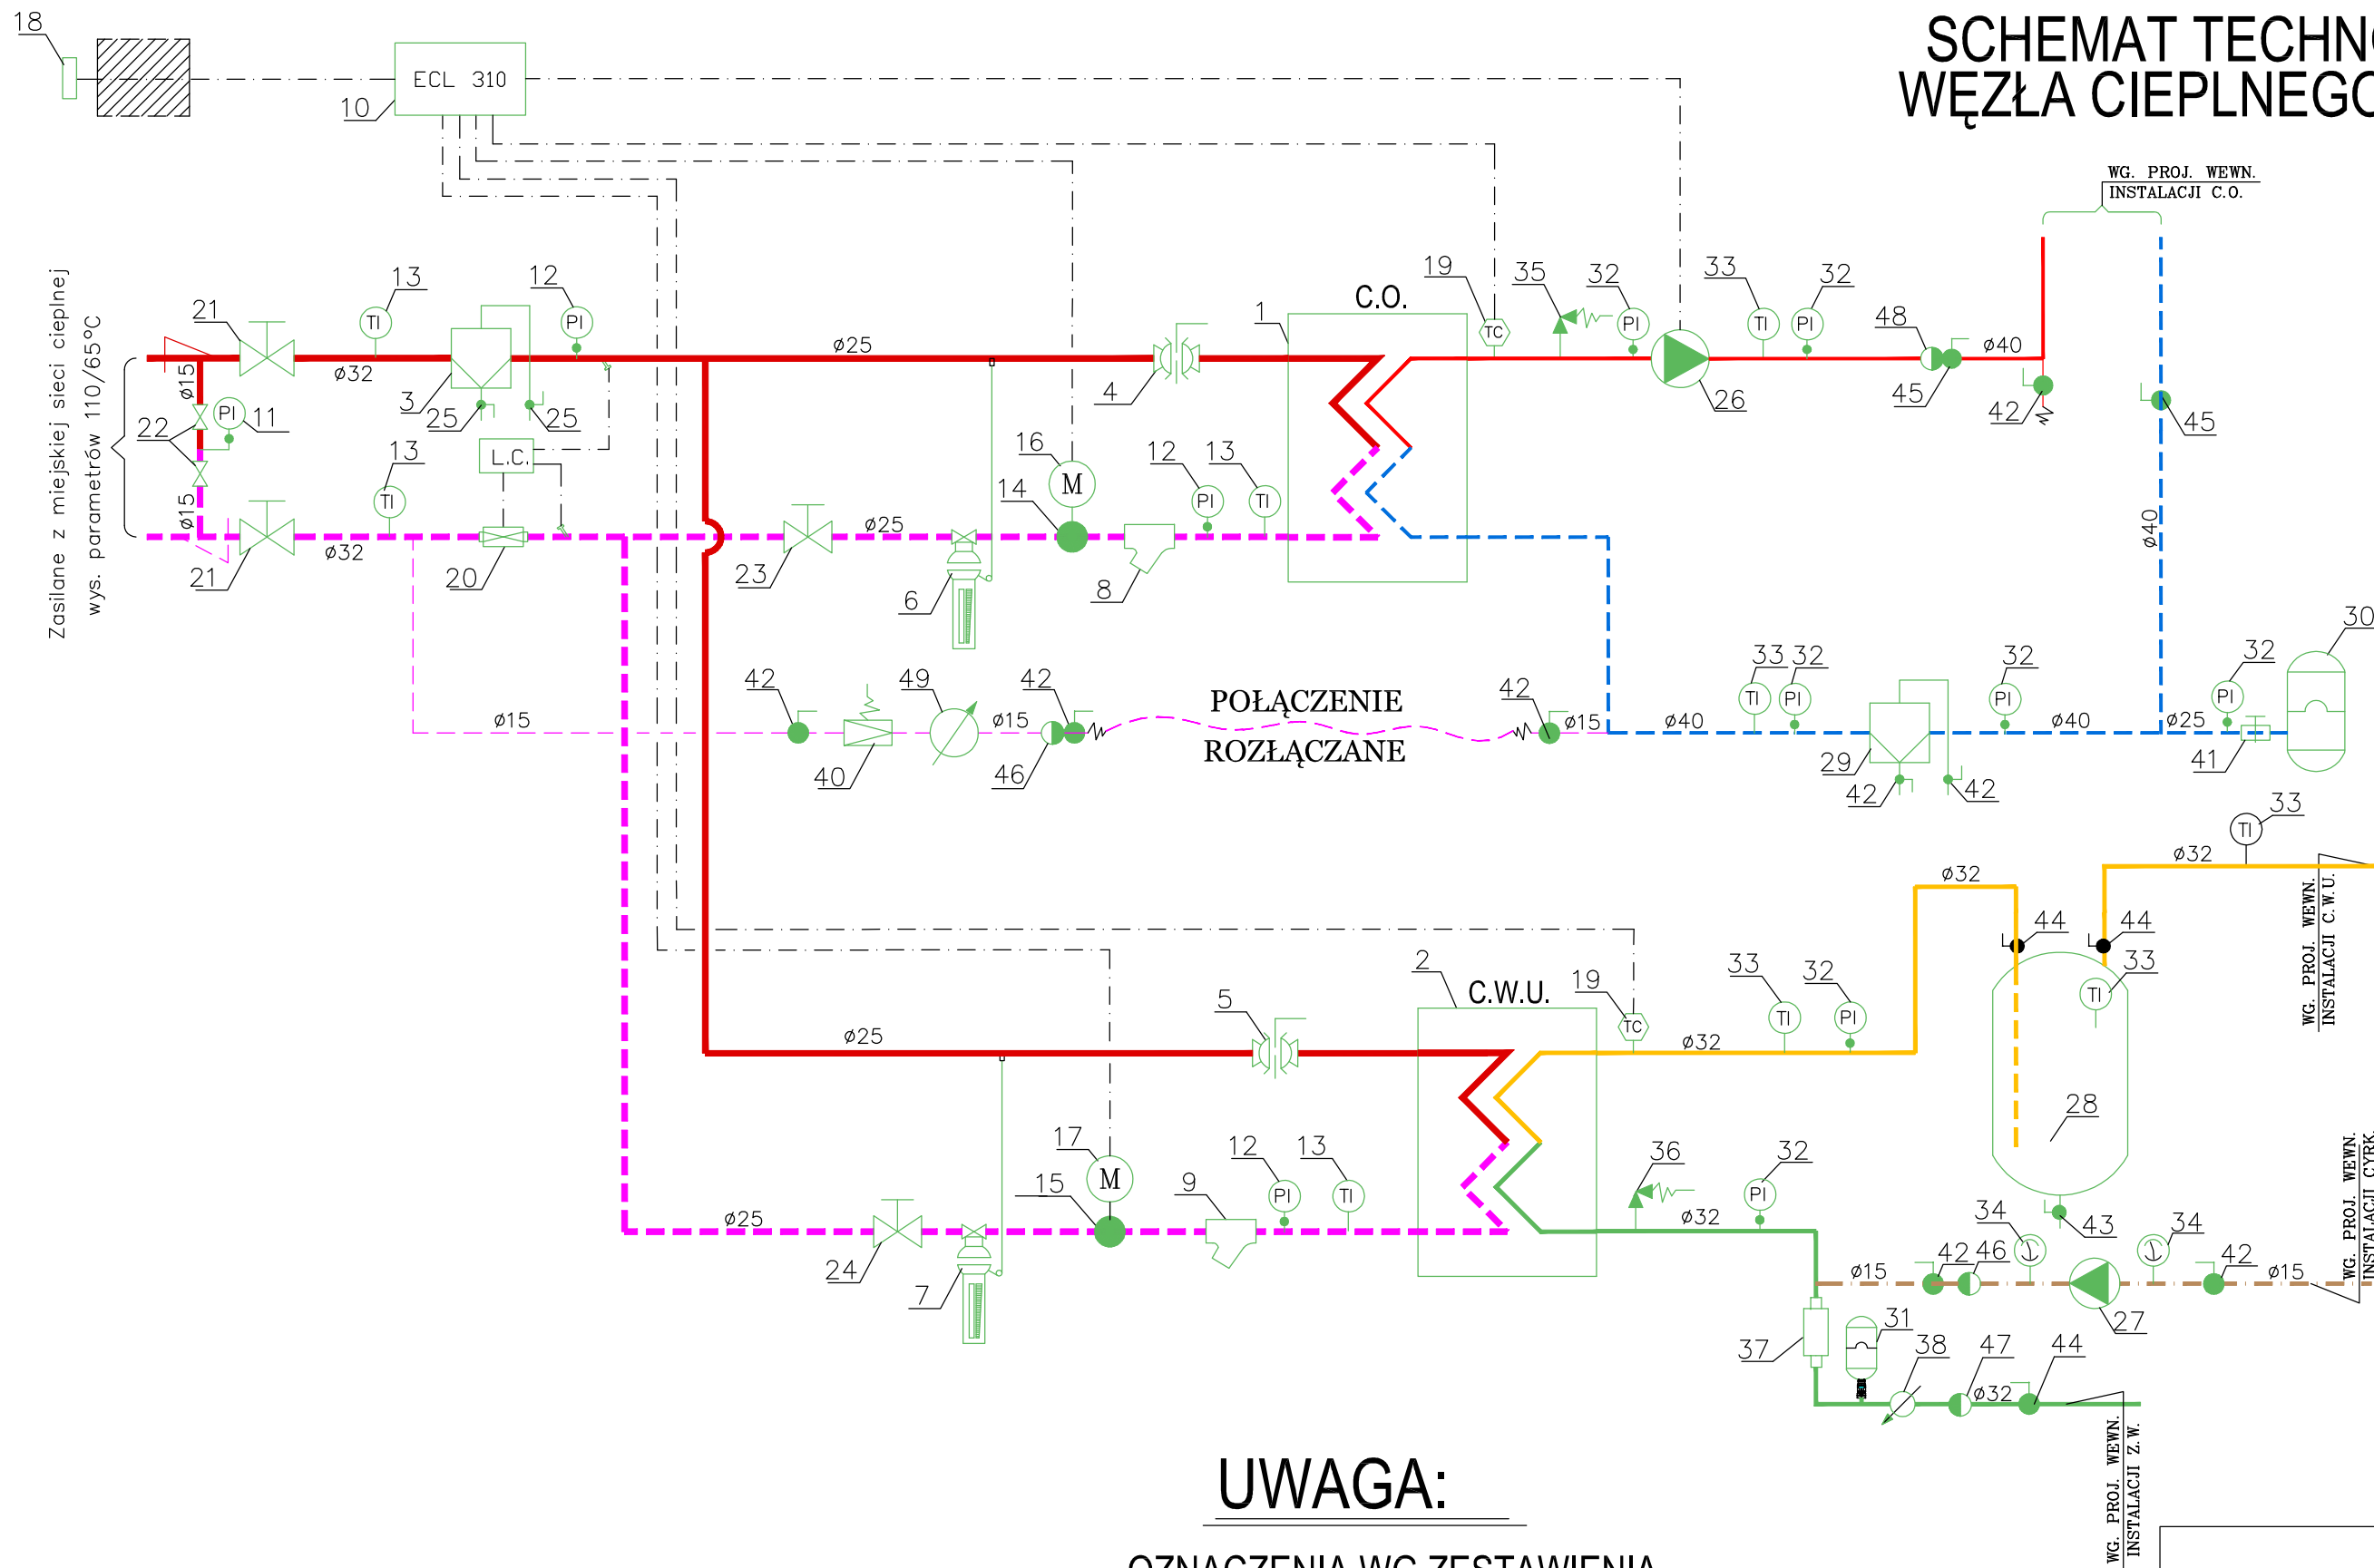 SCHEMAT TECHNO
WĘZŁA CIEPLNEGO
18
ECL 310
10
WG. PROJ. WEWN.
INSTALACJI C.O.
Zasilane z miejskiej sieci cieplnej
wys. parametrów 110/65°C
21
13
TI
12
PI
ø15
ø32
3
25
25
22
PI
11
L.C.
13
TI
ø15
21
ø32
20
ø25
4
1
C.O.
19
TC
35
32
PI
26
33
TI
32
PI
48
45
ø40
42
45
ø40
23
ø25
6
16
M
14
8
12
PI
13
TI
ø15
42
40
49
ø15
42
46
POŁĄCZENIE
ROZŁĄCZANE
42
ø15
ø40
33
TI
32
PI
29
42
42
32
PI
ø40
ø25
32
PI
41
30
33
TI
ø32
ø32
WG. PROJ. WEWN.
INSTALACJI C.W.U.
44
44
33
TI
28
43
ø25
5
2
C.W.U.
19
TC
ø32
33
TI
32
PI
ø25
24
7
17
M
15
9
12
PI
13
TI
36
ø32
32
PI
ø15
42
46
34
27
34
42
ø15
WG. PROJ. WEWN.
INSTALACJI CYRK.
37
31
38
47
ø32
44
WG. PROJ. WEWN.
INSTALACJI Z.W.
UWAGA:
OZNACZENIA WG ZESTAWIENIA